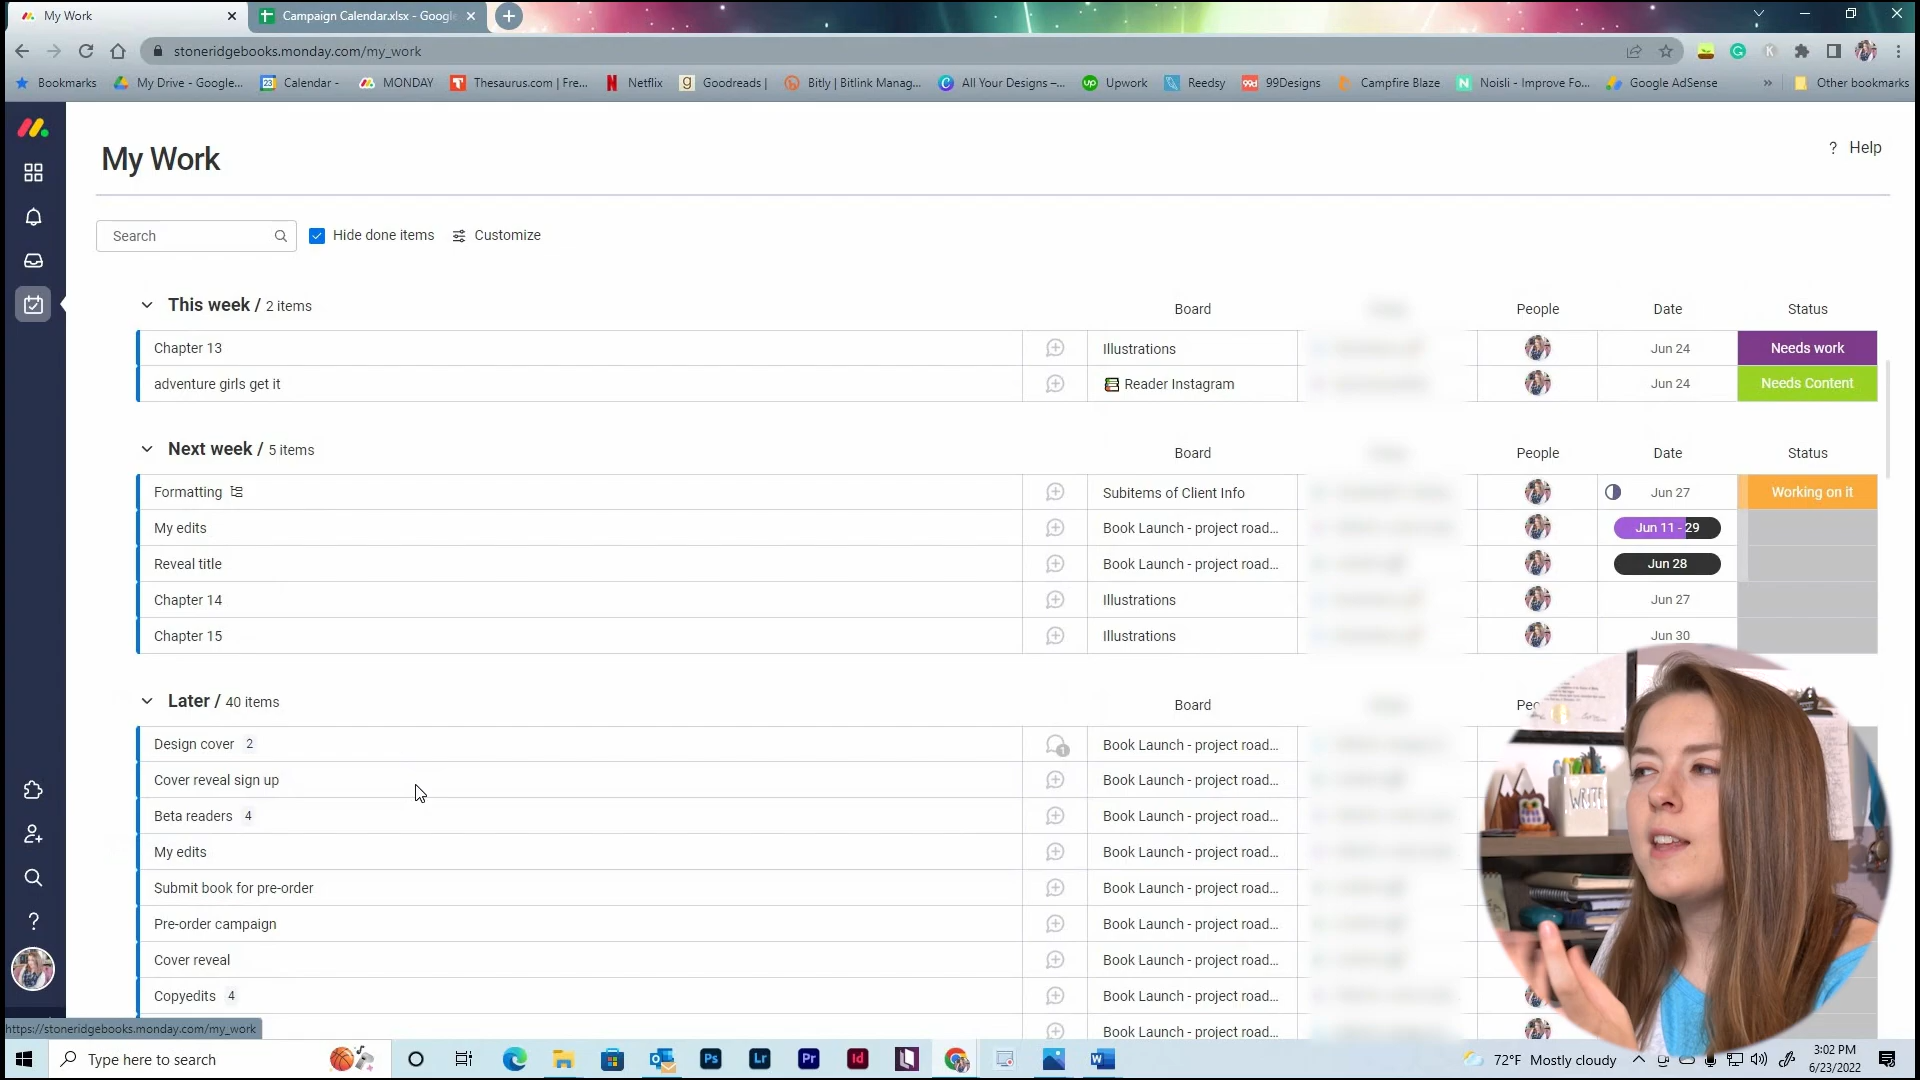 My Work
Campaign Calendar.xlsx - Google
stoneridgebooks.monday.com/my_work
Bookmarks
My Drive - Google...
Calendar -
MONDAY
Thesaurus.com | Fre...
Netflix
Goodreads |
Bitly | Bitlink Manag...
All Your Designs –...
Upwork
Reedsy
99Designs
Campfire Blaze
Noisli - Improve Fo...
Google AdSense
»
Other bookmarks
My Work
? Help
Search
Hide done items
Customize
This week / 2 items
Board
People
Date
Status
Chapter 13
Illustrations
Jun 24
Needs work
adventure girls get it
Reader Instagram
Jun 24
Needs Content
Next week / 5 items
Board
People
Date
Status
Formatting
Subitems of Client Info
Jun 27
Working on it
My edits
Book Launch - project road...
Jun 11 - 29
Reveal title
Book Launch - project road...
Jun 28
Chapter 14
Illustrations
Jun 27
Chapter 15
Illustrations
Jun 30
Later / 40 items
Board
Design cover 2
1
Book Launch - project road...
Cover reveal sign up
Book Launch - project road...
Beta readers 4
Book Launch - project road...
My edits
Book Launch - project road...
Submit book for pre-order
Book Launch - project road...
Pre-order campaign
Book Launch - project road...
Cover reveal
Book Launch - project road...
Copyedits 4
Book Launch - project road...
Book Launch - project road...
WRITE
https://stoneridgebooks.monday.com/my_work
Type here to search
Ps
Lr
Pr
Id
72°F Mostly cloudy
3:02 PM
6/23/2022